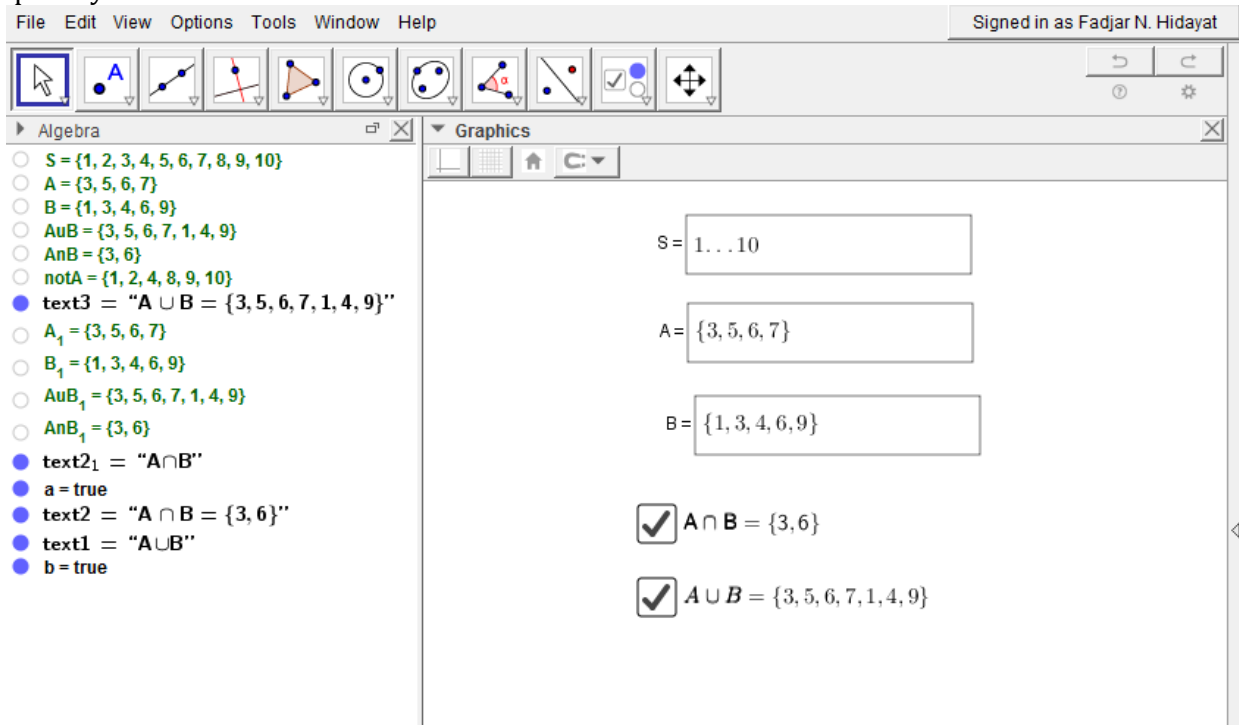 File Edit View Options Tools Window Help Signed in as Fadjar N. Hidayat
A
α
Algebra
Graphics
S = {1, 2, 3, 4, 5, 6, 7, 8, 9, 10}
A = {3, 5, 6, 7}
B = {1, 3, 4, 6, 9}
AuB = {3, 5, 6, 7, 1, 4, 9}
AnB = {3, 6}
notA = {1, 2, 4, 8, 9, 10}
text3 = “A ∪ B = {3, 5, 6, 7, 1, 4, 9}”
A₁ = {3, 5, 6, 7}
B₁ = {1, 3, 4, 6, 9}
AuB₁ = {3, 5, 6, 7, 1, 4, 9}
AnB₁ = {3, 6}
text2₁ = “A∩B”
a = true
text2 = “A ∩ B = {3, 6}”
text1 = “A∪B”
b = true
S = 1...10
A = {3, 5, 6, 7}
B = {1, 3, 4, 6, 9}
A ∩ B = {3, 6}
A ∪ B = {3, 5, 6, 7, 1, 4, 9}